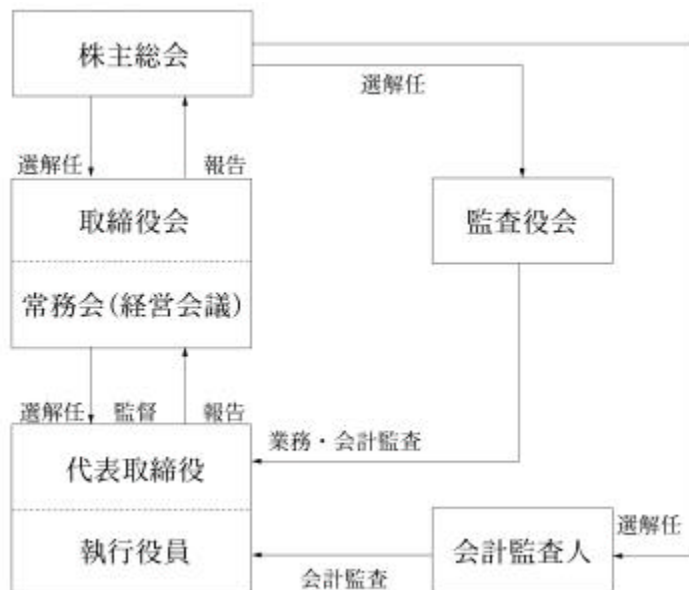 株主総会
選解任
選解任
報告
取締役会
監査役会
常務会(経営会議)
選解任
監督
報告
業務・会計監査
代表取締役
選解任
執行役員
会計監査人
会計監査